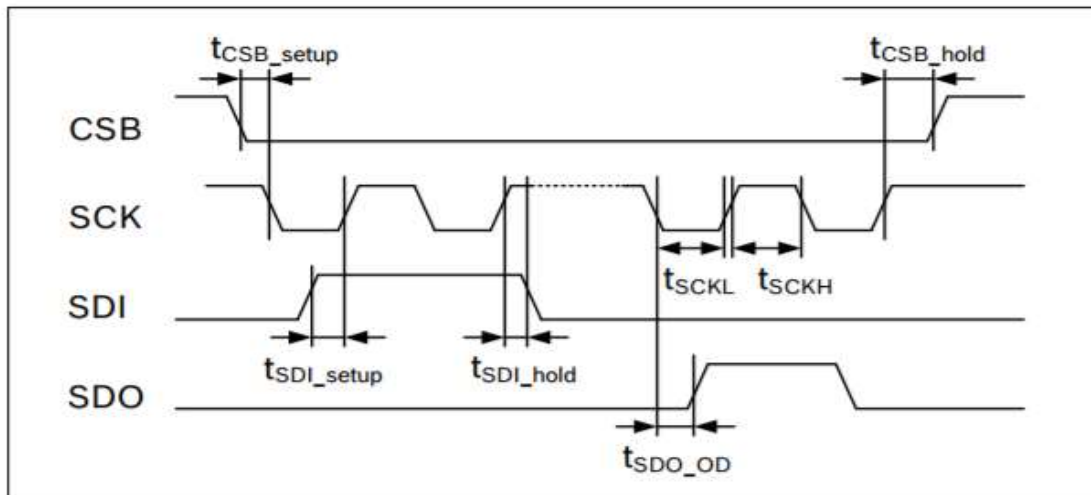 tCSB_setup
tCSB_hold
CSB
SCK
tSCKL
tSCKH
SDI
tSDI_setup
tSDI_hold
SDO
tSDO_OD